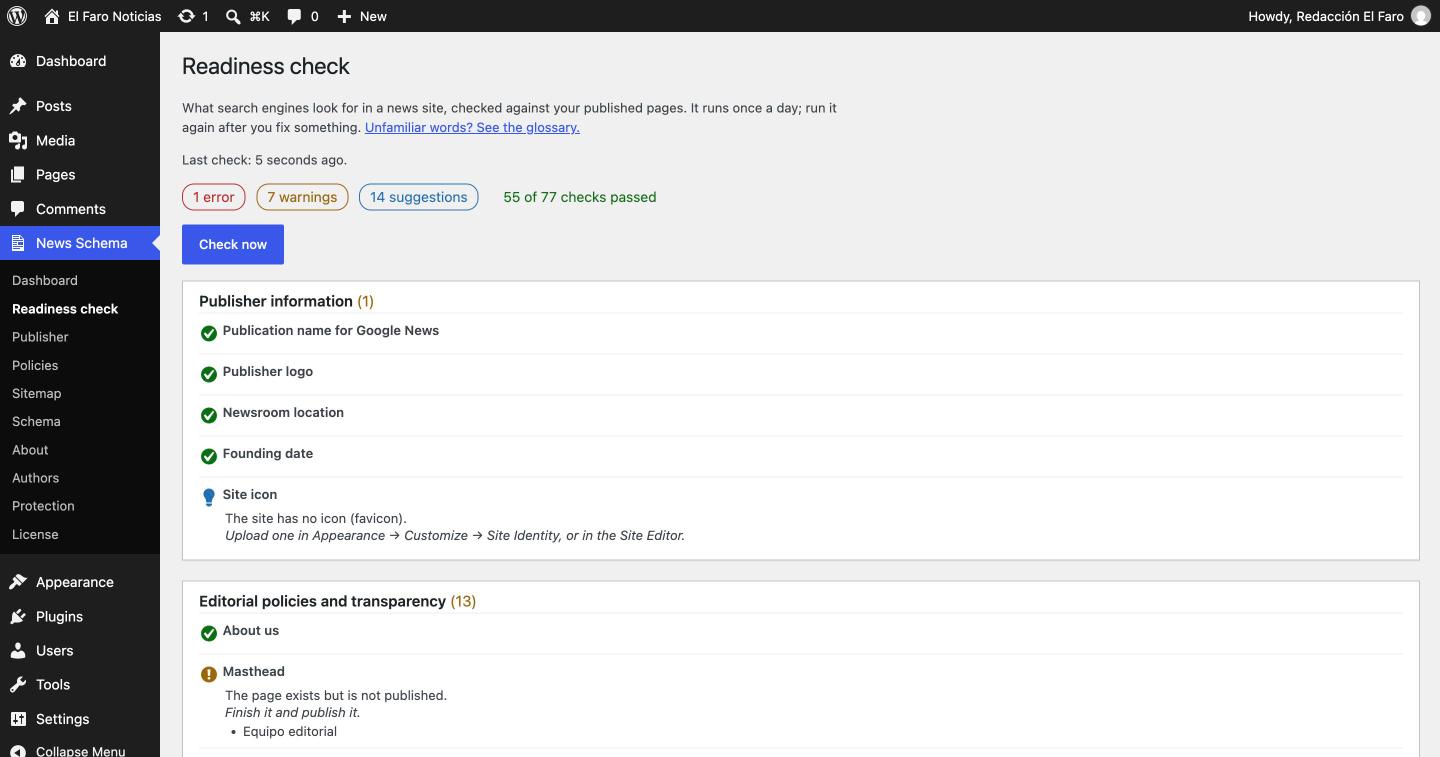 El Faro Noticias 1 ⌘K 0 New Howdy, Redacción El Faro
Dashboard
Posts
Media
Pages
Comments
News Schema
Dashboard
Readiness check
Publisher
Policies
Sitemap
Schema
About
Authors
Protection
License
Appearance
Plugins
Users
Tools
Settings
Collapse Menu
Readiness check
What search engines look for in a news site, checked against your published pages. It runs once a day; run it
again after you fix something. Unfamiliar words? See the glossary.
Last check: 5 seconds ago.
1 error 7 warnings 14 suggestions 55 of 77 checks passed
Check now
Publisher information (1)
Publication name for Google News
Publisher logo
Newsroom location
Founding date
Site icon
The site has no icon (favicon).
Upload one in Appearance → Customize → Site Identity, or in the Site Editor.
Editorial policies and transparency (13)
About us
Masthead
The page exists but is not published.
Finish it and publish it.
• Equipo editorial